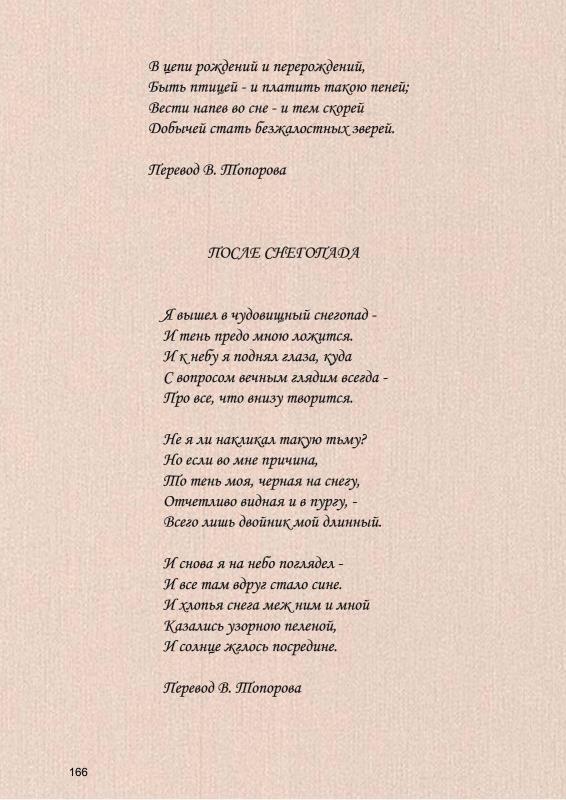 В цепи рождений и перерождений,
Быть птицей - и платить такою пеней;
Вести напев во сне - и тем скорей
Добычей стать безжалостных зверей.
Перевод В. Топорова
ПОСЛЕ СНЕГОПАДА
Я вышел в чудовищный снегопад -
И тень предо мною ложится.
И к небу я поднял глаза, куда
С вопросом вечным глядим всегда -
Про все, что внизу творится.
Не я ли накликал такую тьму?
Но если во мне причина,
То тень моя, черная на снегу,
Отчетливо видная и в пургу, -
Всего лишь двойник мой длинный.
И снова я на небо поглядел -
И все там вдруг стало сине.
И хлопья снега меж ним и мной
Казались узорною пеленой,
И солнце жглось посредине.
Перевод В. Топорова
166